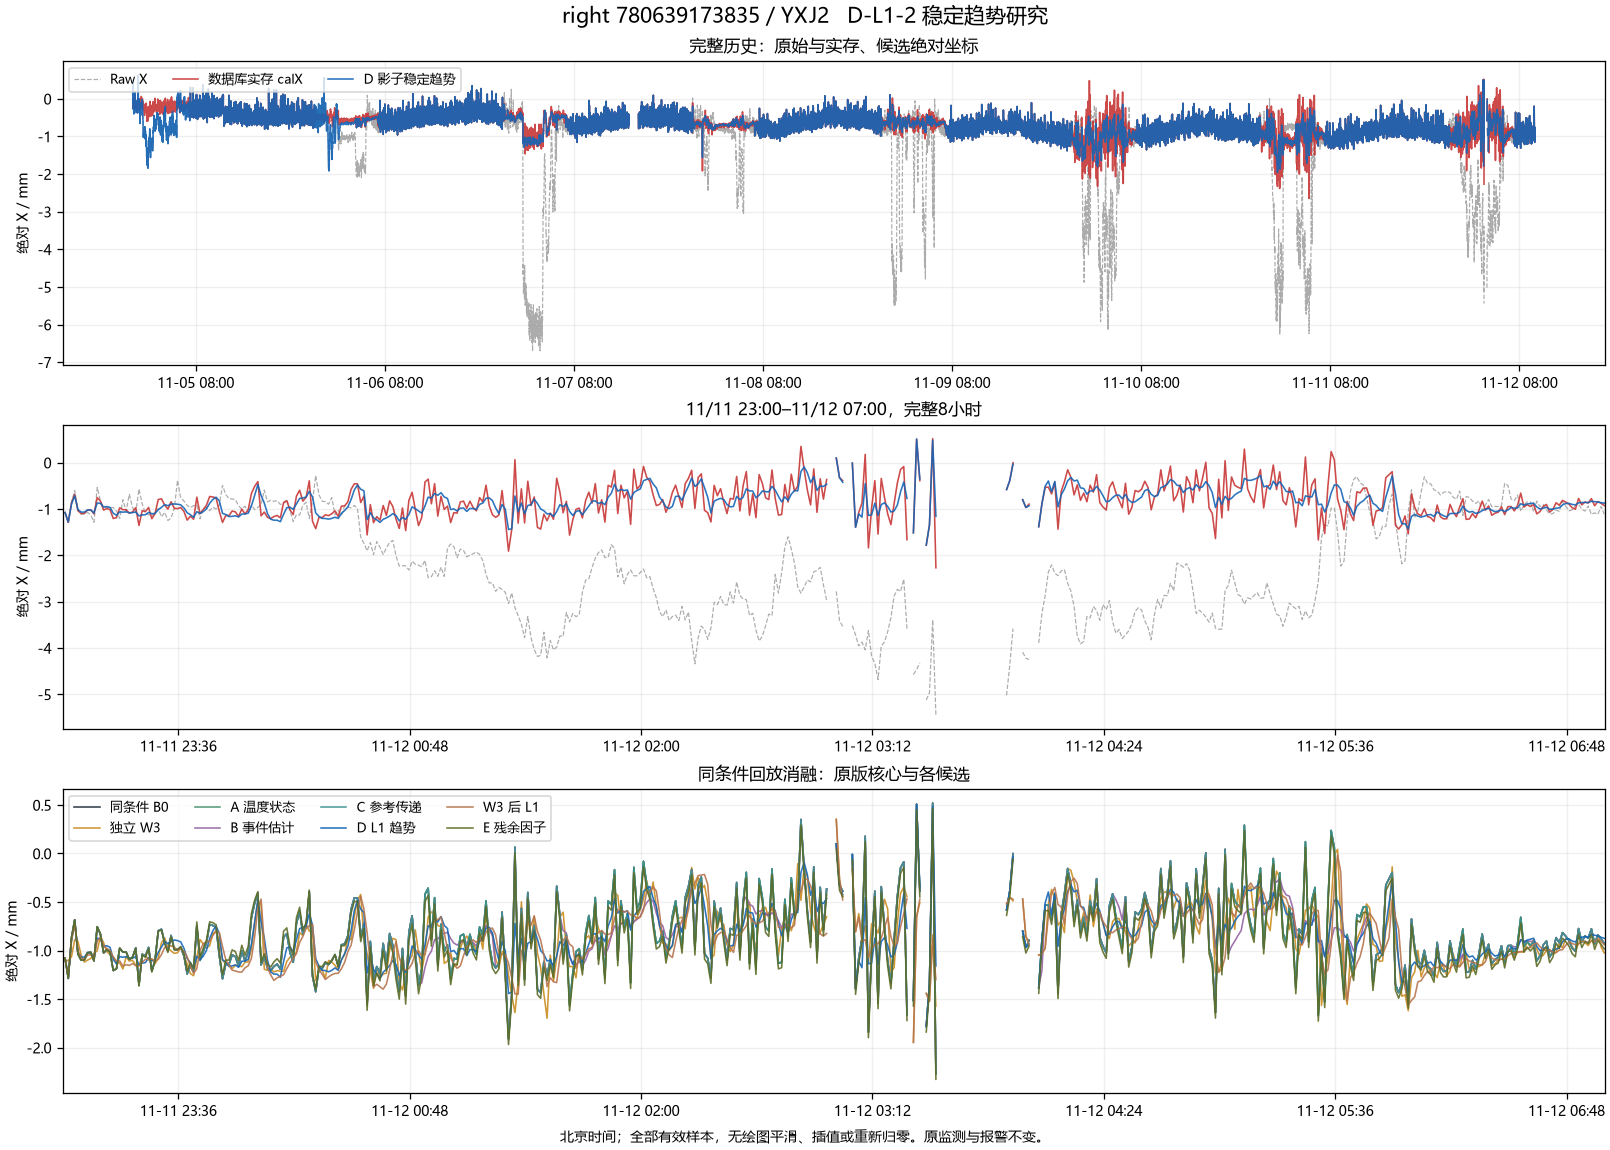 right 780639173835 / YXJ2 D-L1-2 稳定趋势研究
完整历史：原始与实存、候选绝对坐标
Raw X 数据库实存 calX D 影子稳定趋势
绝对 X / mm
0
-1
-2
-3
-4
-5
-6
-7
11-05 08:00 11-06 08:00 11-07 08:00 11-08 08:00 11-09 08:00 11-10 08:00 11-11 08:00 11-12 08:00
11/11 23:00–11/12 07:00，完整8小时
绝对 X / mm
0
-1
-2
-3
-4
-5
11-11 23:36 11-12 00:48 11-12 02:00 11-12 03:12 11-12 04:24 11-12 05:36 11-12 06:48
同条件回放消融：原版核心与各候选
同条件 B0 A 温度状态 C 参考传递 W3 后 L1
独立 W3 B 事件估计 D L1 趋势 E 残余因子
绝对 X / mm
0.5
0.0
-0.5
-1.0
-1.5
-2.0
11-11 23:36 11-12 00:48 11-12 02:00 11-12 03:12 11-12 04:24 11-12 05:36 11-12 06:48
北京时间；全部有效样本，无绘图平滑、插值或重新归零。原监测与报警不变。